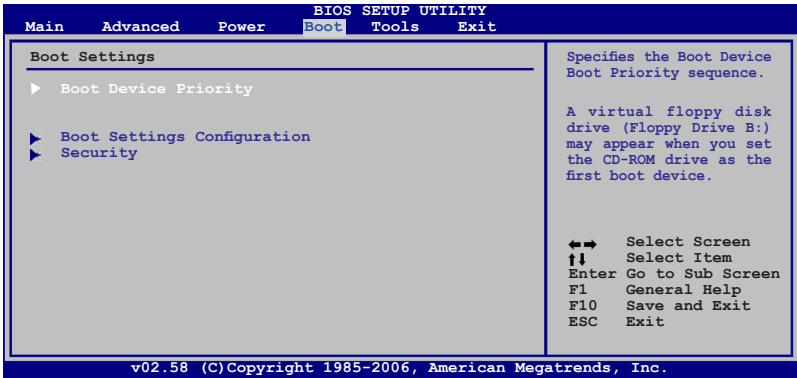 BIOS SETUP UTILITY
Main Advanced Power Boot Tools Exit
Boot Settings
Boot Device Priority
Boot Settings Configuration
Security
Specifies the Boot Device
Boot Priority sequence.
A virtual floppy disk
drive (Floppy Drive B:)
may appear when you set
the CD-ROM drive as the
first boot device.
Select Screen
Select Item
Enter Go to Sub Screen
F1 General Help
F10 Save and Exit
ESC Exit
v02.58 (C)Copyright 1985-2006, American Megatrends, Inc.